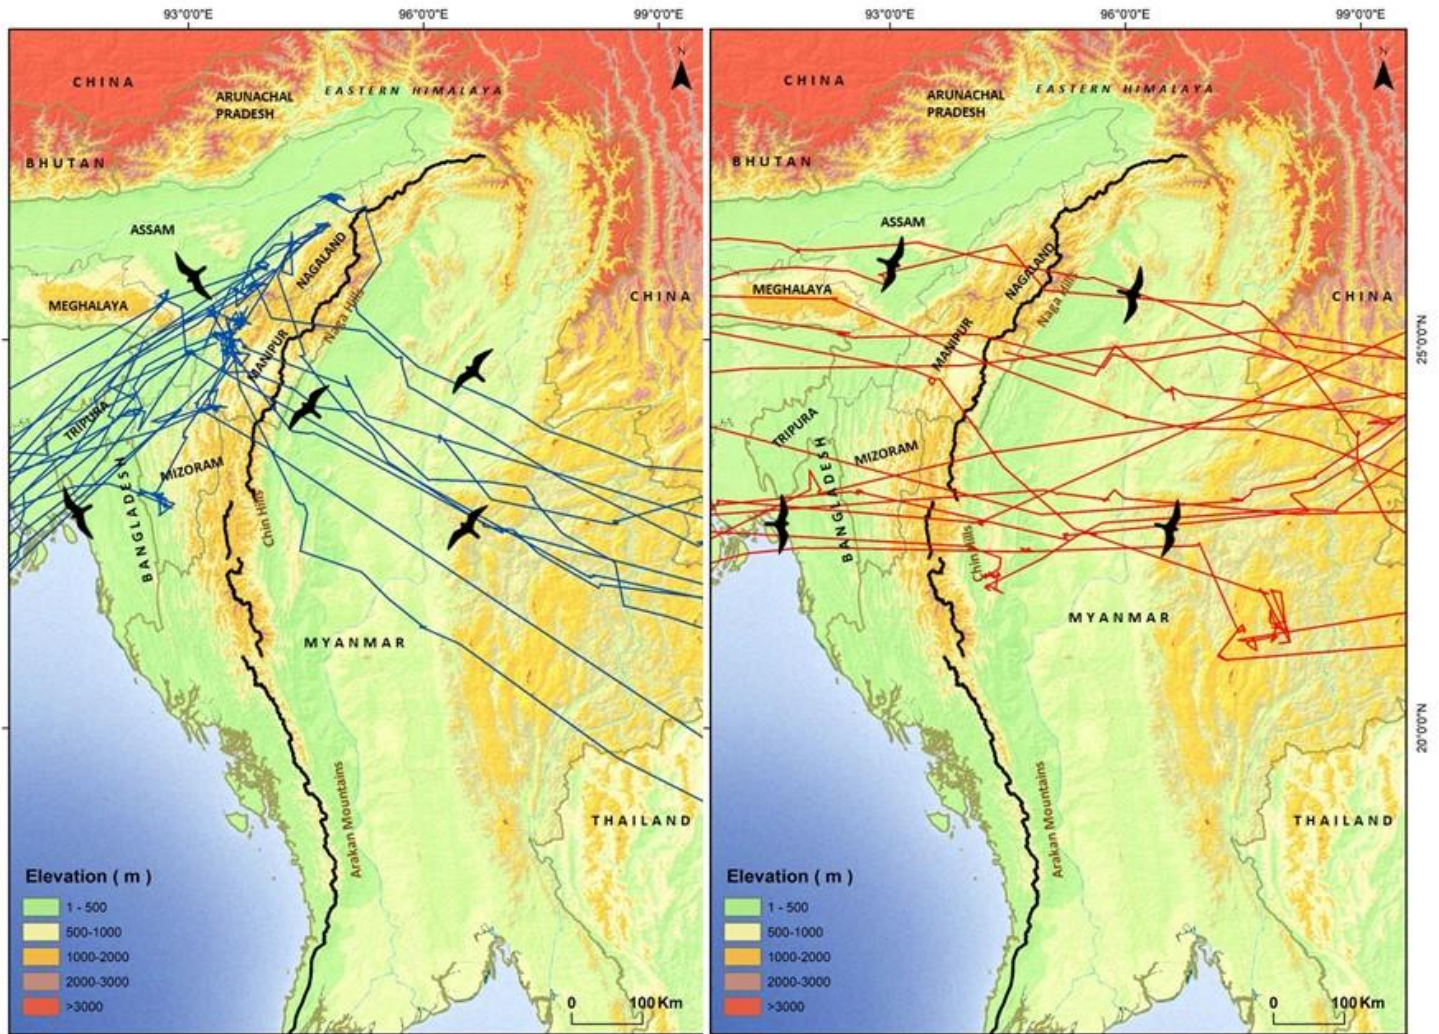 93°0'0"E
96°0'0"E
99°0'0"E
93°0'0"E
96°0'0"E
99°0'0"E
N
CHINA
EASTERN HIMALAYA
ARUNACHAL
PRADESH
BHUTAN
ASSAM
NAGALAND
MEGHALAYA
CHINA
Naga Hills
MANIPUR
TRIPURA
MIZORAM
BANGLADESH
Chin Hills
MYANMAR
Arakan Mountains
THAILAND
Elevation ( m )
1 - 500
500-1000
1000-2000
2000-3000
>3000
0 100 Km
N
CHINA
EASTERN HIMALAYA
ARUNACHAL
PRADESH
BHUTAN
ASSAM
NAGALAND
MEGHALAYA
CHINA
Naga Hills
25°0'0"N
MANIPUR
TRIPURA
MIZORAM
BANGLADESH
Chin Hills
MYANMAR
20°0'0"N
Arakan Mountains
THAILAND
Elevation ( m )
1 - 500
500-1000
1000-2000
2000-3000
>3000
0 100 Km